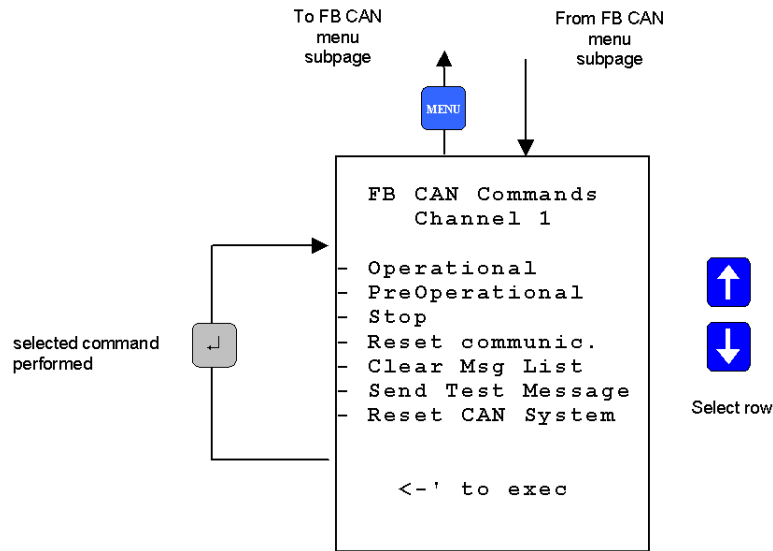 To FB CAN
menu
subpage
From FB CAN
menu
subpage
MENU
FB CAN Commands
Channel 1
- Operational
- PreOperational
- Stop
- Reset communic.
- Clear Msg List
- Send Test Message
- Reset CAN System
<-' to exec
selected command
performed
Select row